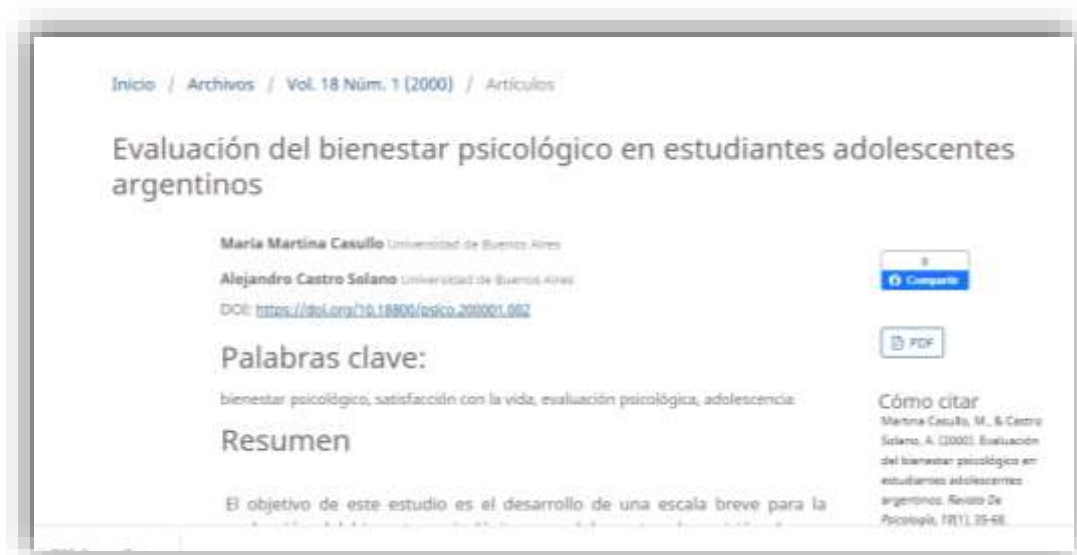 Inicio / Archivos / Vol. 18 Núm. 1 (2000) / Artículos
Evaluación del bienestar psicológico en estudiantes adolescentes
argentinos
María Martina Casullo Universidad de Buenos Aires
Alejandro Castro Solano Universidad de Buenos Aires
DOI: https://doi.org/10.18800/psico.200001.002
0
Compartir
PDF
Palabras clave:
bienestar psicológico, satisfacción con la vida, evaluación psicológica, adolescencia
Resumen
El objetivo de este estudio es el desarrollo de una escala breve para la
Cómo citar
Martina Casullo, M., & Castro
Solano, A. (2000). Evaluación
del bienestar psicológico en
estudiantes adolescentes
argentinos. Revista De
Psicología, 18(1), 35-68.